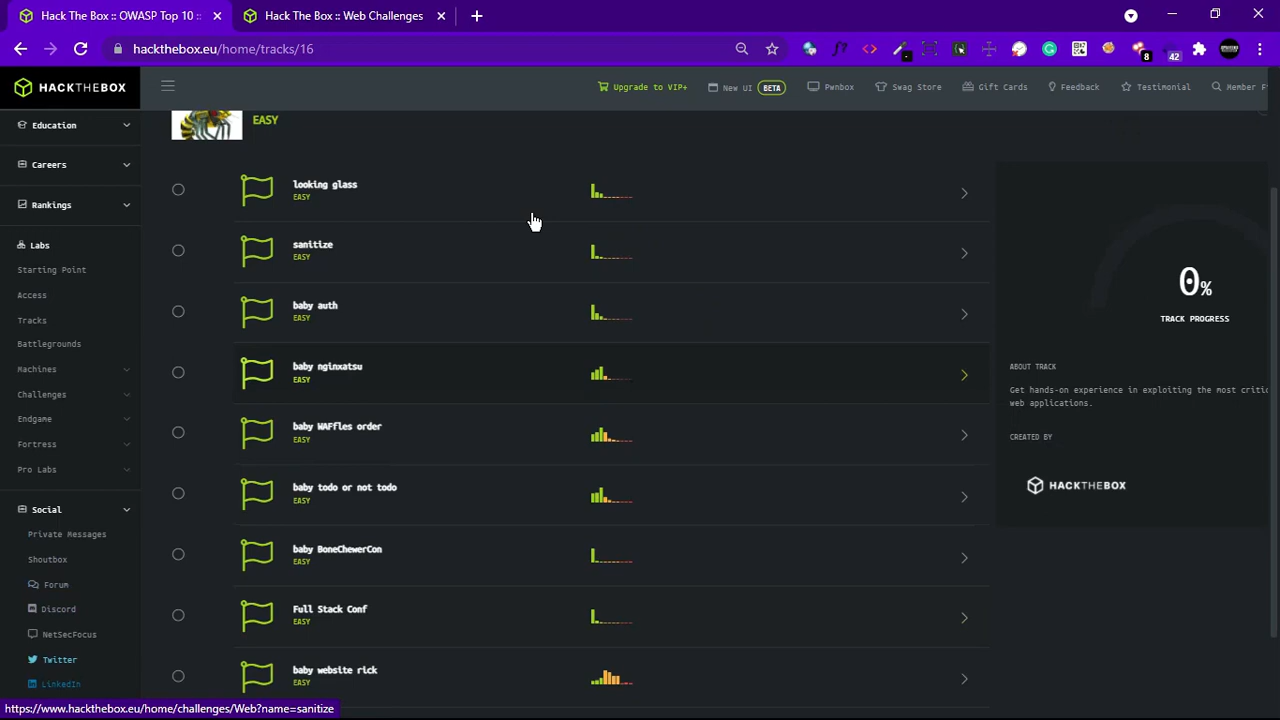 Hack The Box :: OWASP Top 10 ::
Hack The Box :: Web Challenges
hackthebox.eu/home/tracks/16
8
42
HACKTHEBOX
Upgrade to VIP+
New UI BETA
Pwnbox
Swag Store
Gift Cards
Feedback
Testimonial
Member F
Education
Careers
Rankings
Labs
Starting Point
Access
Tracks
Battlegrounds
Machines
Challenges
Endgame
Fortress
Pro Labs
Social
Private Messages
Shoutbox
Forum
Discord
NetSecFocus
Twitter
LinkedIn
EASY
looking glass
EASY
sanitize
EASY
baby auth
EASY
baby nginxatsu
EASY
baby WAFfles order
EASY
baby todo or not todo
EASY
baby BoneChewerCon
EASY
Full Stack Conf
EASY
baby website rick
EASY
0%
TRACK PROGRESS
ABOUT TRACK
Get hands-on experience in exploiting the most critic
web applications.
CREATED BY
HACKTHEBOX
https://www.hackthebox.eu/home/challenges/Web?name=sanitize